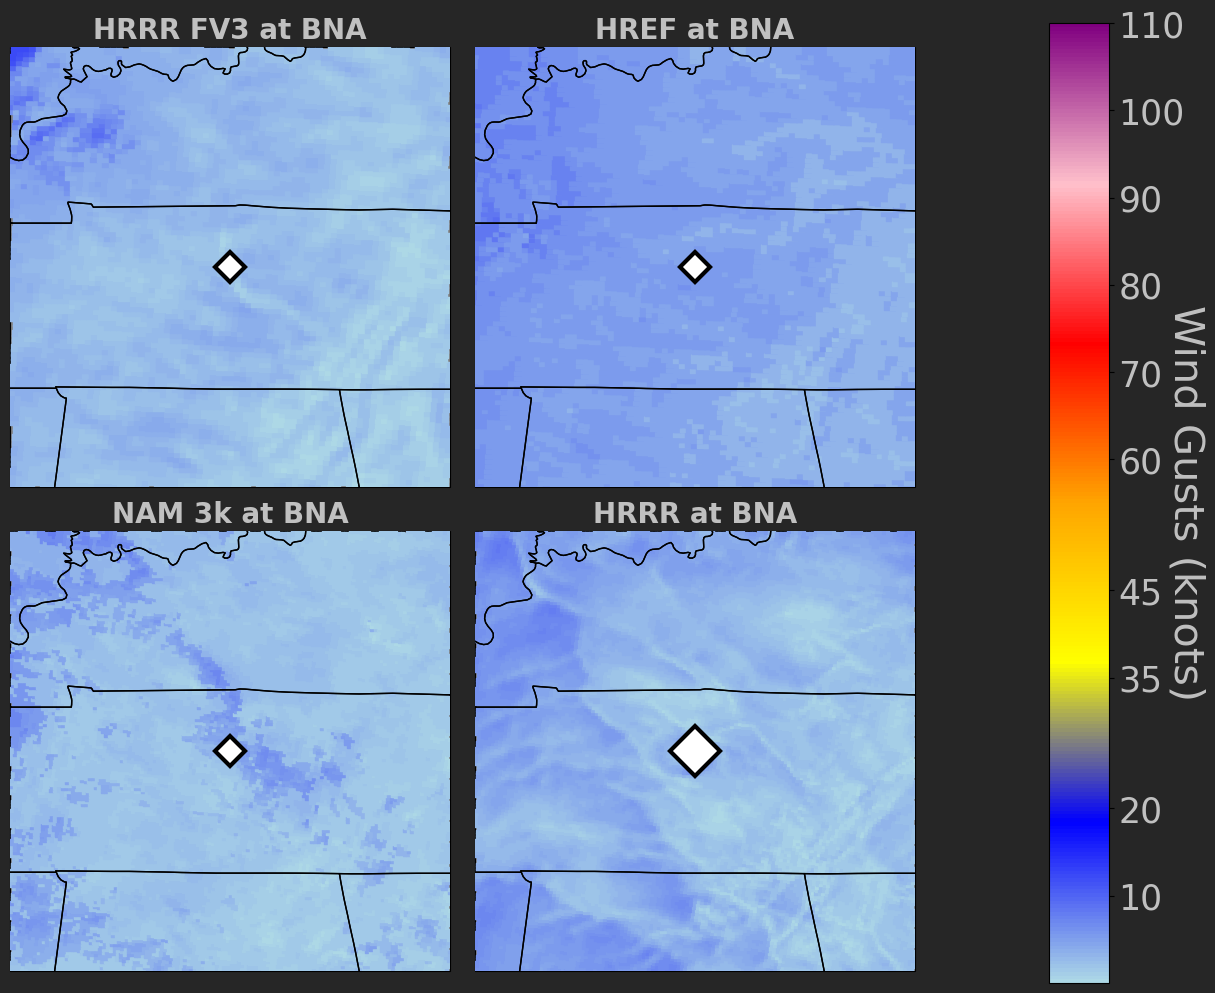 HRRR FV3 at BNA
HREF at BNA
NAM 3k at BNA
HRRR at BNA
110
100
90
80
70
60
45
35
20
10
Wind Gusts (knots)